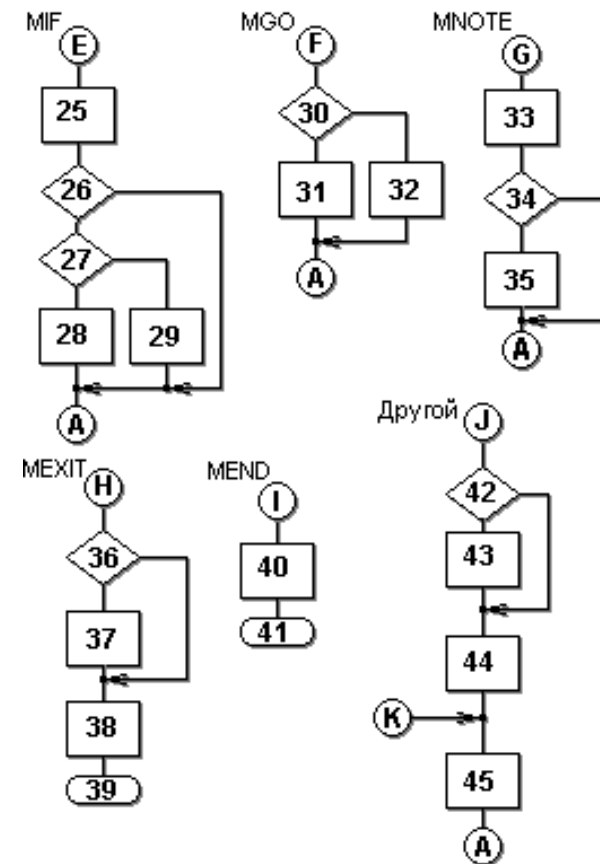 MIF
E
25
26
27
28
29
A
MGO
F
30
31
32
A
MNOTE
G
33
34
35
A
MEXIT
H
36
37
38
39
MEND
I
40
41
Другой
J
42
43
44
K
45
A